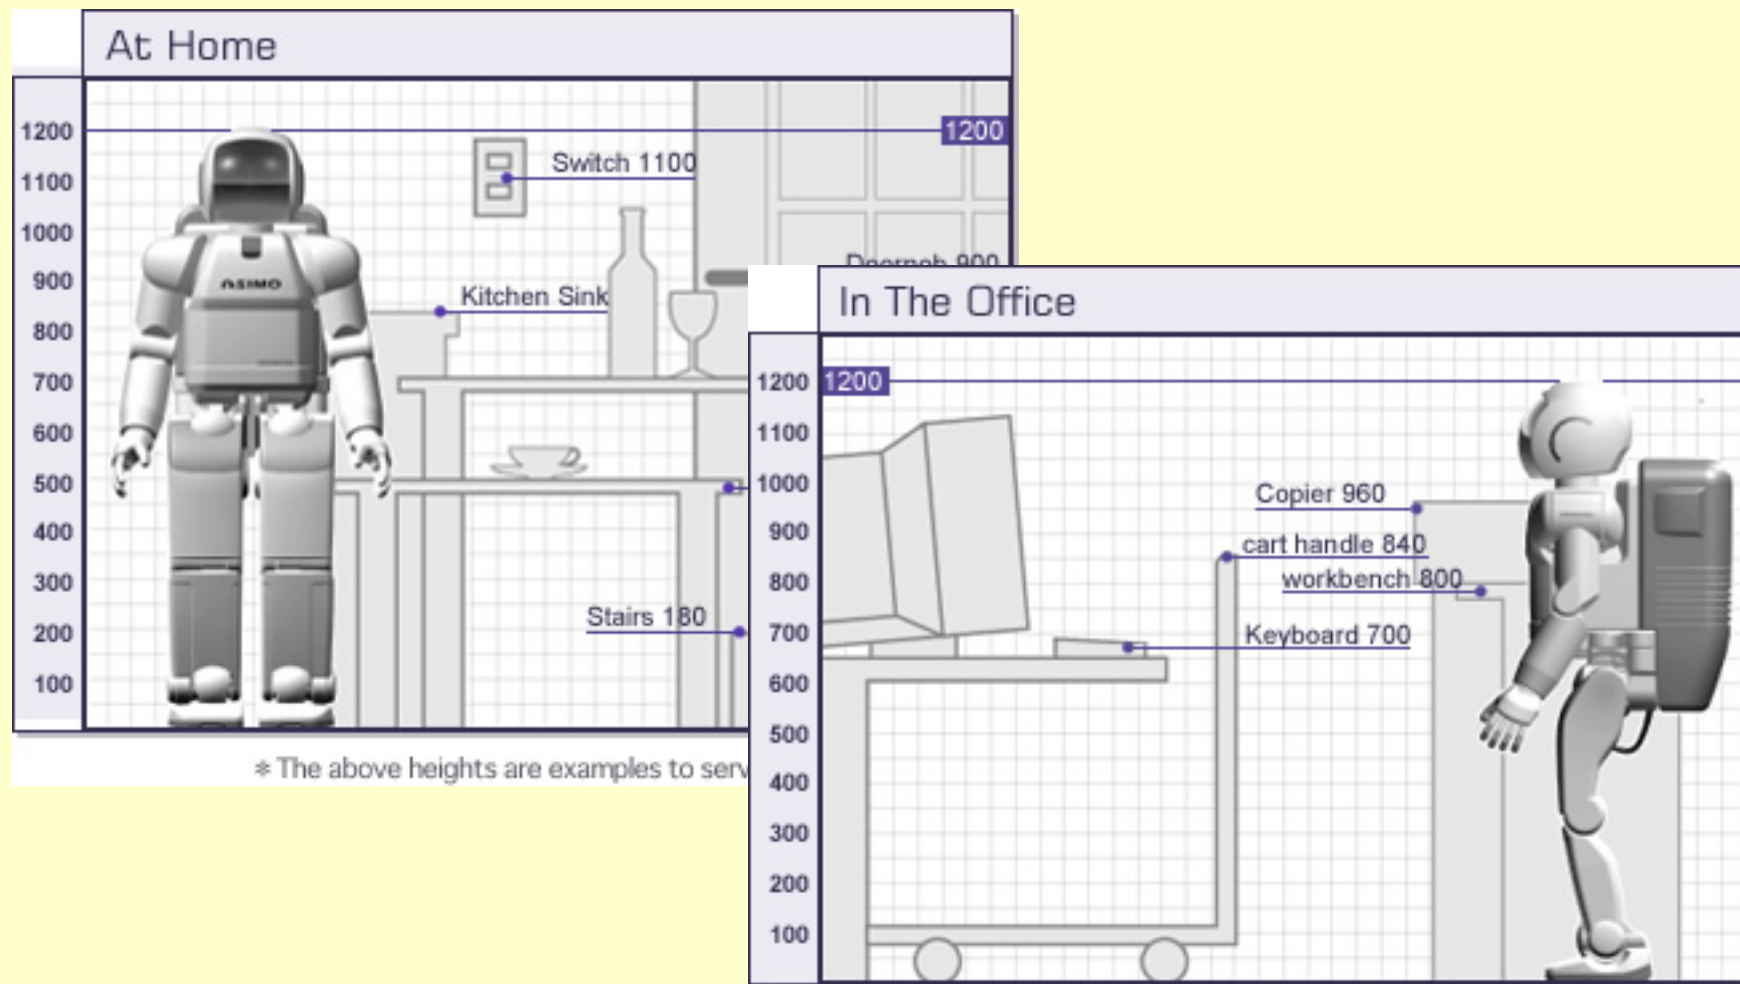 At Home
1200
1100
1000
900
800
700
600
500
400
300
200
100
1200
Switch 1100
Doornob 900
ASIMO
Kitchen Sink
Stairs 180
* The above heights are examples to serv
In The Office
1200
1100
1000
900
800
700
600
500
400
300
200
100
1200
Copier 960
cart handle 840
workbench 800
Keyboard 700